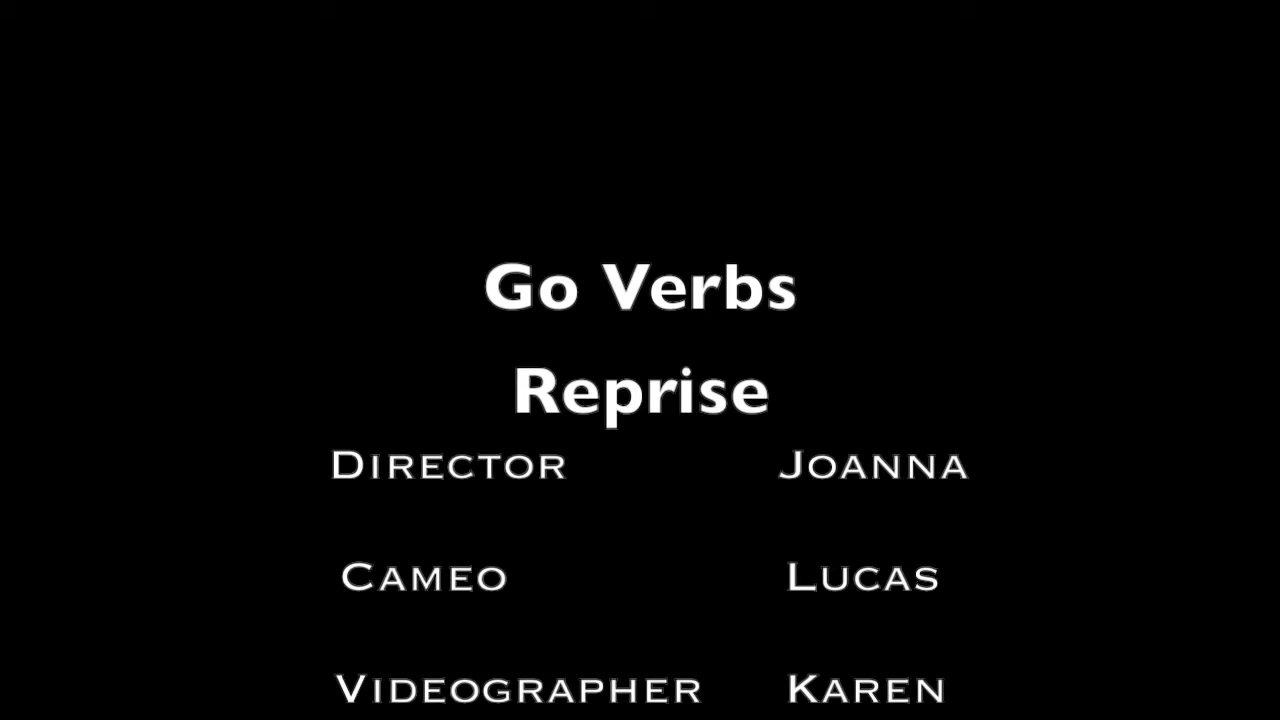 Go Verbs
Reprise
Director Joanna
Cameo Lucas
Videographer Karen